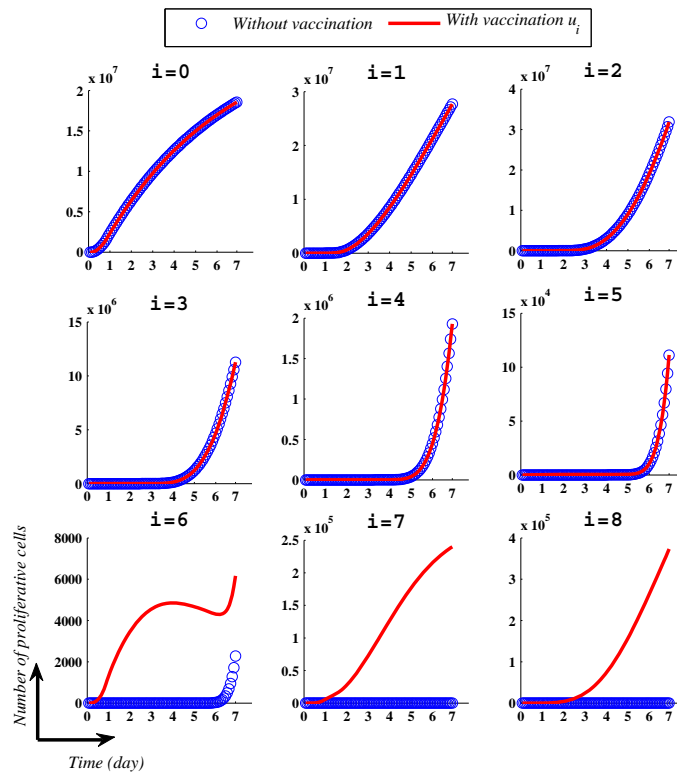 Without vaccination With vaccination u_i
x 10^7 i=0
2
1.5
1
0.5
0
0 1 2 3 4 5 6 7
x 10^7 i=1
3
2
1
0
0 1 2 3 4 5 6 7
x 10^7 i=2
4
3
2
1
0
0 1 2 3 4 5 6 7
x 10^6 i=3
15
10
5
0
0 1 2 3 4 5 6 7
x 10^6 i=4
2
1.5
1
0.5
0
0 1 2 3 4 5 6 7
x 10^4 i=5
15
10
5
0
0 1 2 3 4 5 6 7
i=6
8000
6000
4000
2000
0
0 1 2 3 4 5 6 7
x 10^5 i=7
2.5
2
1.5
1
0.5
0
0 1 2 3 4 5 6 7
x 10^5 i=8
4
3
2
1
0
0 1 2 3 4 5 6 7
Number of proliferative cells
Time (day)